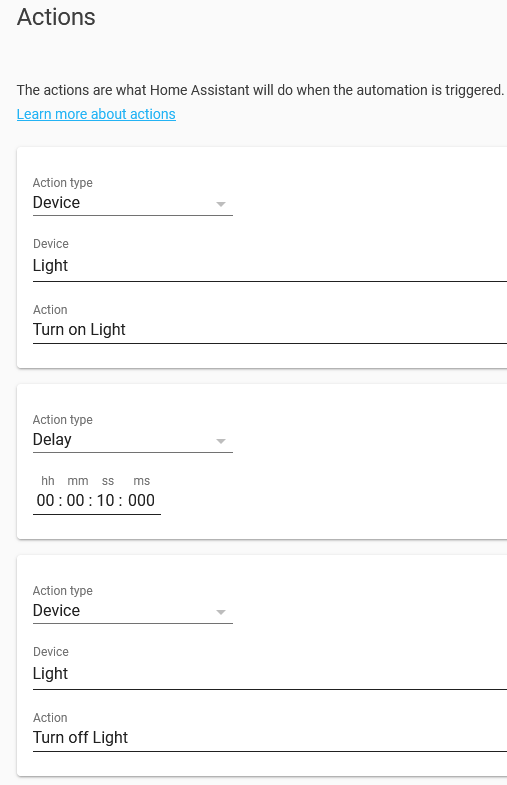 Actions
The actions are what Home Assistant will do when the automation is triggered.
Learn more about actions
Action type
Device
Device
Light
Action
Turn on Light
Action type
Delay
hh mm ss ms
00 : 00 : 10 : 000
Action type
Device
Device
Light
Action
Turn off Light